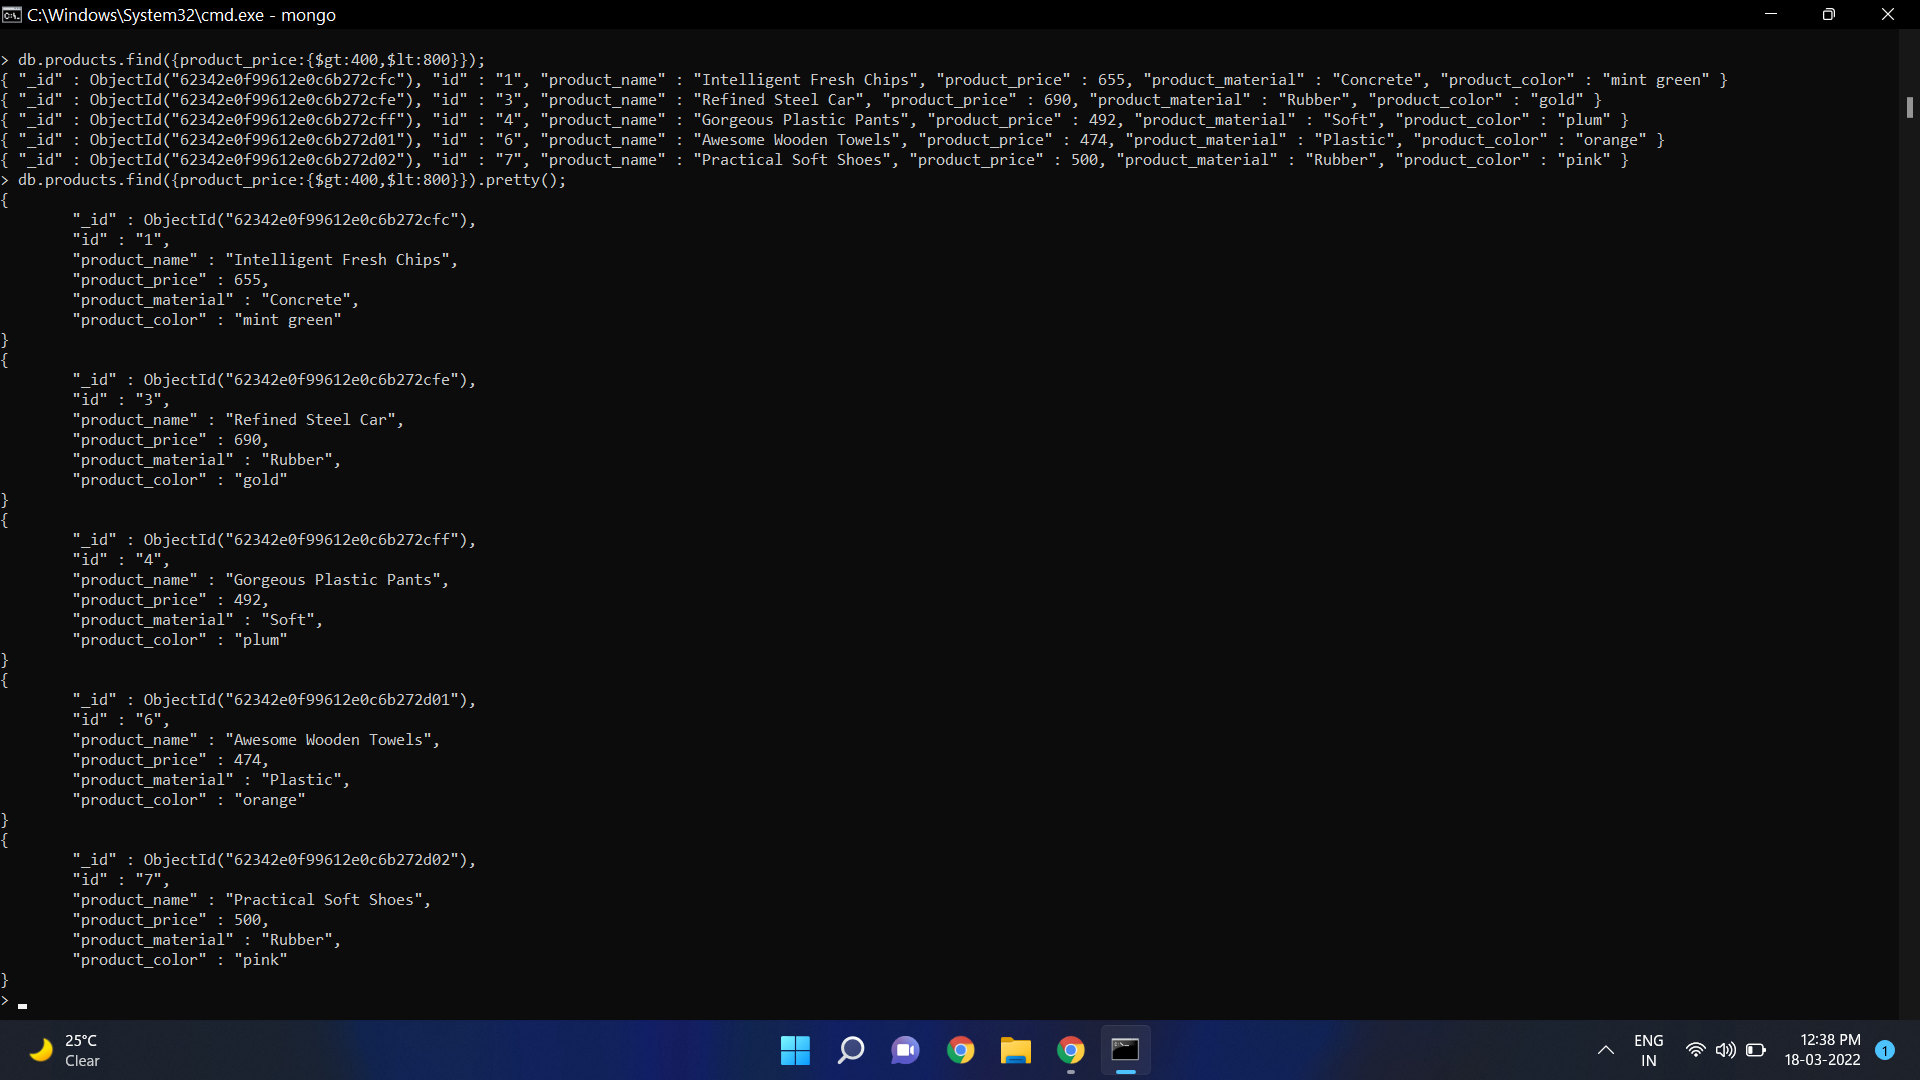 C:\Windows\System32\cmd.exe - mongo
> db.products.find({product_price:{$gt:400,$lt:800}});
{ "_id" : ObjectId("62342e0f99612e0c6b272cfc"), "id" : "1", "product_name" : "Intelligent Fresh Chips", "product_price" : 655, "product_material" : "Concrete", "product_color" : "mint green" }
{ "_id" : ObjectId("62342e0f99612e0c6b272cfe"), "id" : "3", "product_name" : "Refined Steel Car", "product_price" : 690, "product_material" : "Rubber", "product_color" : "gold" }
{ "_id" : ObjectId("62342e0f99612e0c6b272cff"), "id" : "4", "product_name" : "Gorgeous Plastic Pants", "product_price" : 492, "product_material" : "Soft", "product_color" : "plum" }
{ "_id" : ObjectId("62342e0f99612e0c6b272d01"), "id" : "6", "product_name" : "Awesome Wooden Towels", "product_price" : 474, "product_material" : "Plastic", "product_color" : "orange" }
{ "_id" : ObjectId("62342e0f99612e0c6b272d02"), "id" : "7", "product_name" : "Practical Soft Shoes", "product_price" : 500, "product_material" : "Rubber", "product_color" : "pink" }
> db.products.find({product_price:{$gt:400,$lt:800}}).pretty();
{
"_id" : ObjectId("62342e0f99612e0c6b272cfc"),
"id" : "1",
"product_name" : "Intelligent Fresh Chips",
"product_price" : 655,
"product_material" : "Concrete",
"product_color" : "mint green"
}
{
"_id" : ObjectId("62342e0f99612e0c6b272cfe"),
"id" : "3",
"product_name" : "Refined Steel Car",
"product_price" : 690,
"product_material" : "Rubber",
"product_color" : "gold"
}
{
"_id" : ObjectId("62342e0f99612e0c6b272cff"),
"id" : "4",
"product_name" : "Gorgeous Plastic Pants",
"product_price" : 492,
"product_material" : "Soft",
"product_color" : "plum"
}
{
"_id" : ObjectId("62342e0f99612e0c6b272d01"),
"id" : "6",
"product_name" : "Awesome Wooden Towels",
"product_price" : 474,
"product_material" : "Plastic",
"product_color" : "orange"
}
{
"_id" : ObjectId("62342e0f99612e0c6b272d02"),
"id" : "7",
"product_name" : "Practical Soft Shoes",
"product_price" : 500,
"product_material" : "Rubber",
"product_color" : "pink"
}
>
25°C
Clear
ENG
IN
12:38 PM
18-03-2022
1